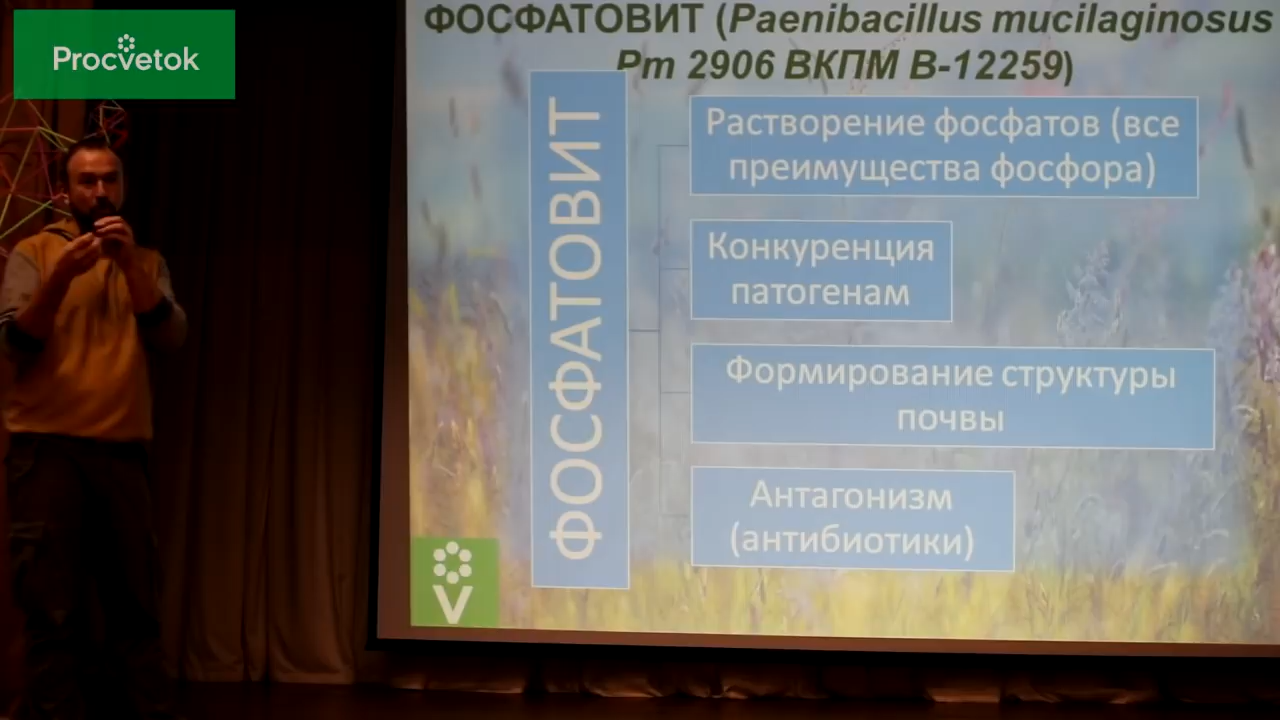 Procvetok
ФОСФАТОВИТ (Paenibacillus mucilaginosus
Pm 2906 ВКПМ В-12259)
ФОСФАТОВИТ
Растворение фосфатов (все
преимущества фосфора)
Конкуренция
патогенам
Формирование структуры
почвы
Антагонизм
(антибиотики)